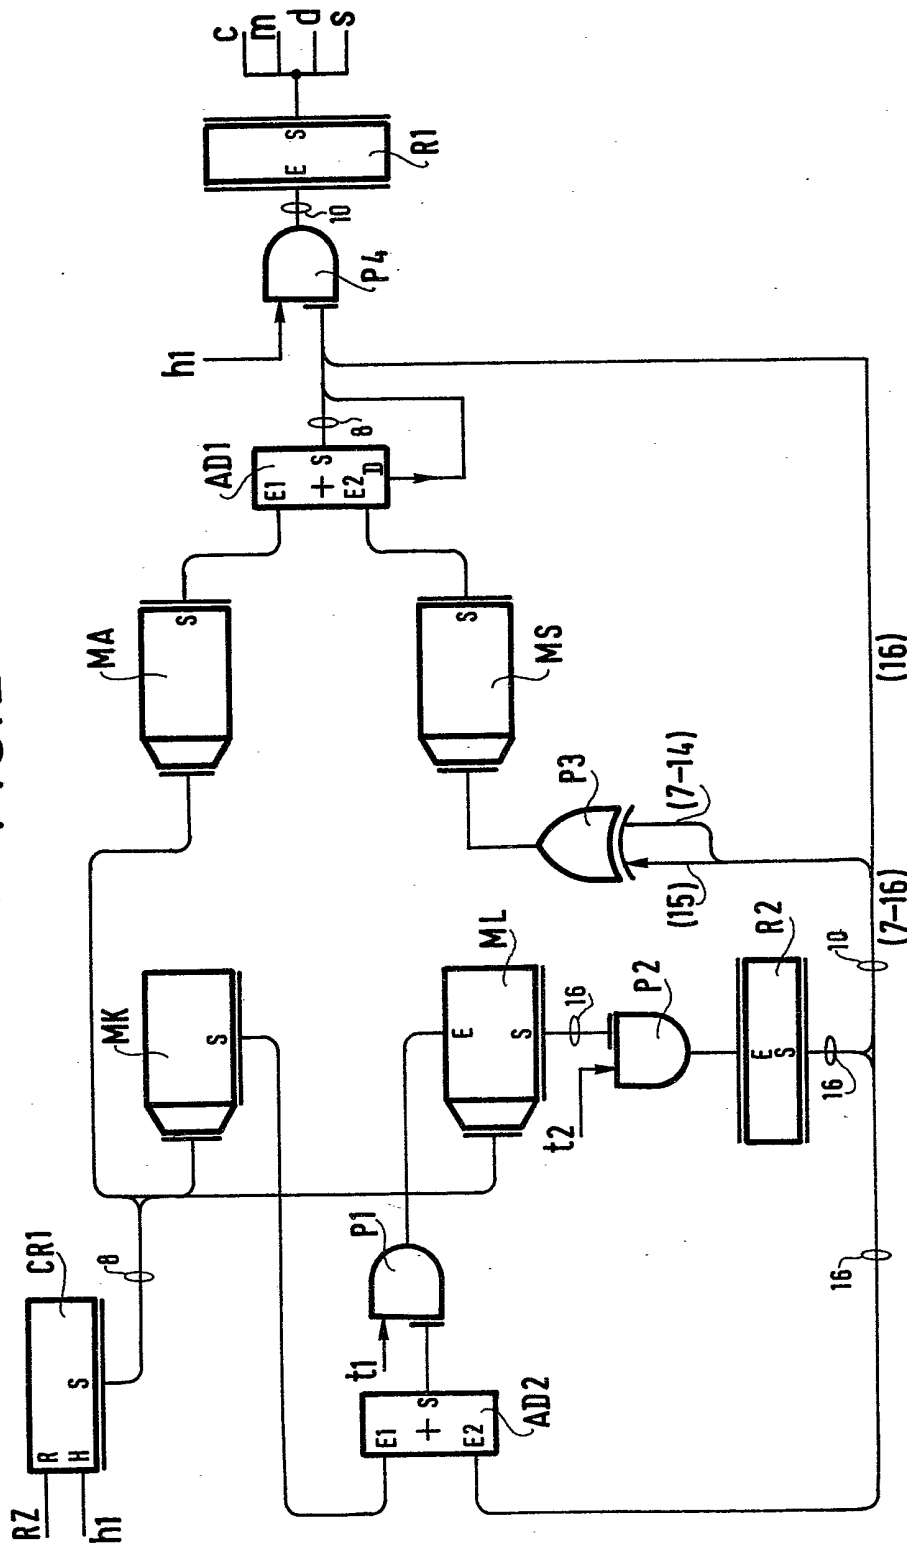 RZ
h1
R
H
S
CR1
8
MK
S
MA
S
AD1
E1
+
S
E2
D
8
h1
P4
10
E
S
R1
c
m
d
s
t1
P1
E1
+
S
E2
AD2
ML
E
S
16
t2
P2
E
S
R2
16
P3
(15)
(7-14)
MS
S
10
(7-16)
(16)
16